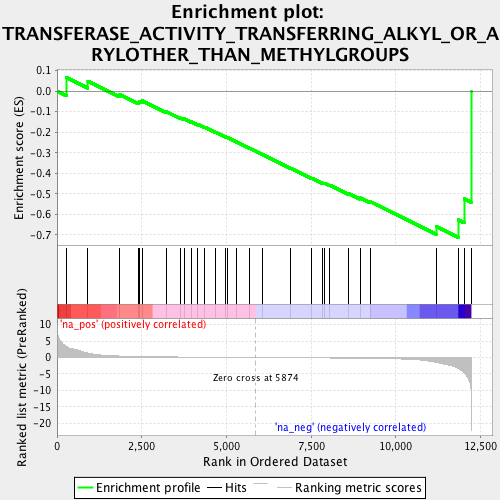 Enrichment plot:
TRANSFERASE_ACTIVITY_TRANSFERRING_ALKYL_OR_A
RYLOTHER_THAN_METHYLGROUPS
Enrichment score (ES)
0.1
0.0
-0.1
-0.2
-0.3
-0.4
-0.5
-0.6
-0.7
'na_pos' (positively correlated)
Ranked list metric (PreRanked)
10
5
0
-5
-10
-15
-20
Zero cross at 5874
'na_neg' (negatively correlated)
0
2,500
5,000
7,500
10,000
12,500
Rank in Ordered Dataset
Enrichment profile
Hits
Ranking metric scores